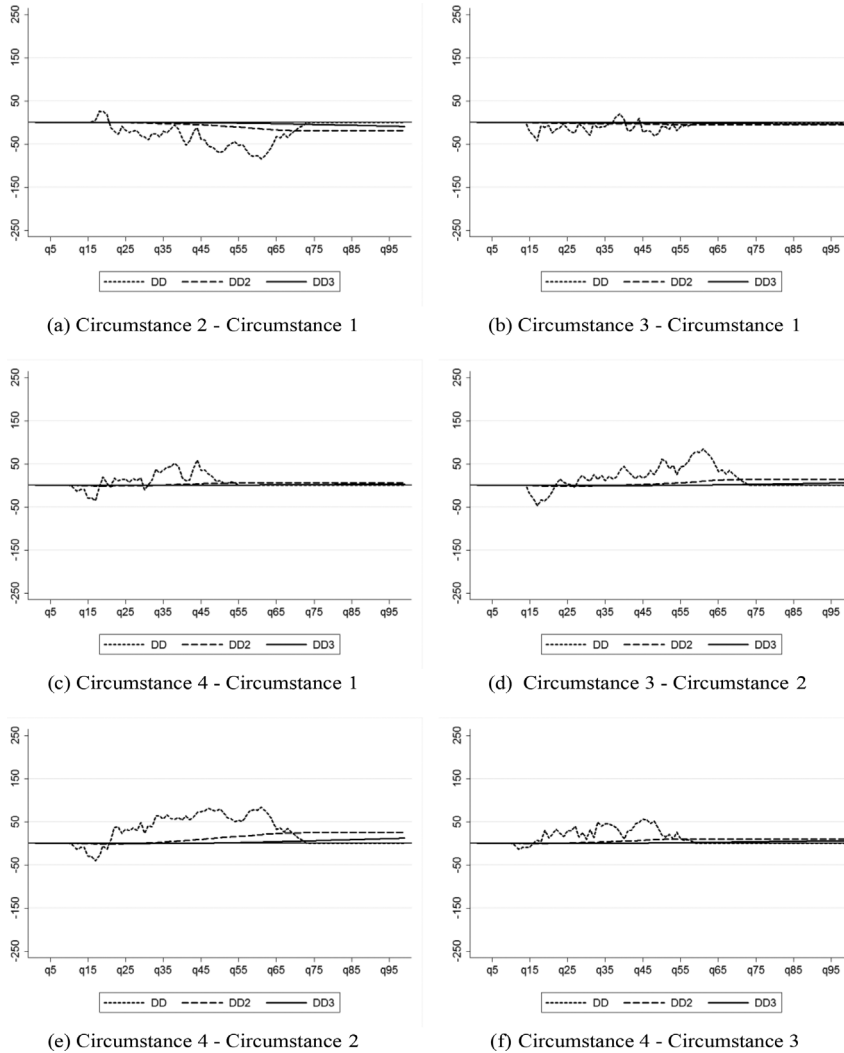 250
150
50
-50
-150
-250
q5 q15 q25 q35 q45 q55 q65 q75 q85 q95
DD DD2 DD3
(a) Circumstance 2 - Circumstance 1
250
150
50
-50
-150
-250
q5 q15 q25 q35 q45 q55 q65 q75 q85 q95
DD DD2 DD3
(b) Circumstance 3 - Circumstance 1
250
150
50
-50
-150
-250
q5 q15 q25 q35 q45 q55 q65 q75 q85 q95
DD DD2 DD3
(c) Circumstance 4 - Circumstance 1
250
150
50
-50
-150
-250
q5 q15 q25 q35 q45 q55 q65 q75 q85 q95
DD DD2 DD3
(d) Circumstance 3 - Circumstance 2
250
150
50
-50
-150
-250
q5 q15 q25 q35 q45 q55 q65 q75 q85 q95
DD DD2 DD3
(e) Circumstance 4 - Circumstance 2
250
150
50
-50
-150
-250
q5 q15 q25 q35 q45 q55 q65 q75 q85 q95
DD DD2 DD3
(f) Circumstance 4 - Circumstance 3